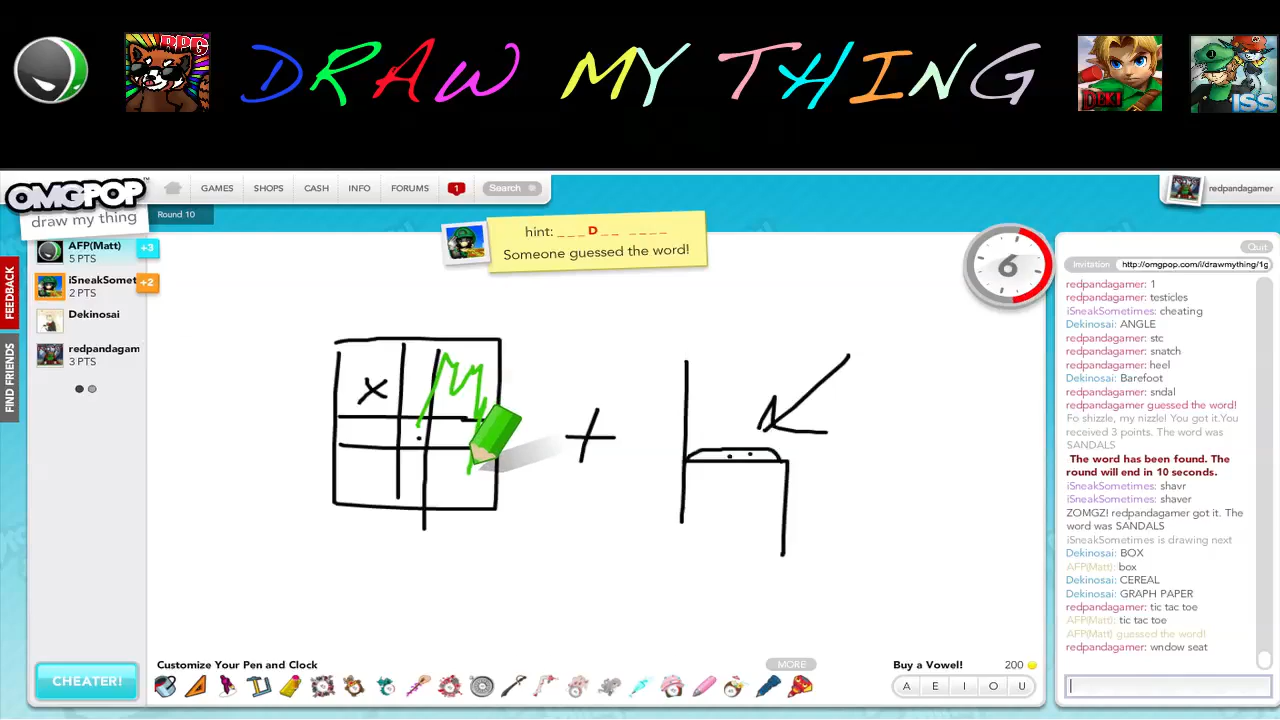 DRAW MY THING
RPG
DEKI
ISS
OMGPOP™
draw my thing
GAMES SHOPS CASH INFO FORUMS 1 Search
redpandagamer
Round 10
FEEDBACK
FIND FRIENDS
AFP(Matt) +3
5 PTS
iSneakSomet +2
2 PTS
Dekinosai
redpandagam
3 PTS
CHEATER!
hint: _ _ _ D _ _ _ _ _ _
Someone guessed the word!
6
X
+
Customize Your Pen and Clock
MORE
Buy a Vowel! 200
A E I O U
Quit
Invitation http://omgpop.com/i/drawmything/1g
redpandagamer: 1
redpandagamer: testicles
iSneakSometimes: cheating
Dekinosai: ANGLE
redpandagamer: stc
redpandagamer: snatch
redpandagamer: heel
Dekinosai: Barefoot
redpandagamer: sndal
redpandagamer guessed the word!
Fo shizzle, my nizzle! You got it.You
received 3 points. The word was
SANDALS
The word has been found. The
round will end in 10 seconds.
iSneakSometimes: shavr
iSneakSometimes: shaver
ZOMGZ! redpandagamer got it. The
word was SANDALS
iSneakSometimes is drawing next
Dekinosai: BOX
AFP(Matt): box
Dekinosai: CEREAL
Dekinosai: GRAPH PAPER
redpandagamer: tic tac toe
AFP(Matt): tic tac toe
AFP(Matt) guessed the word!
redpandagamer: wndow seat